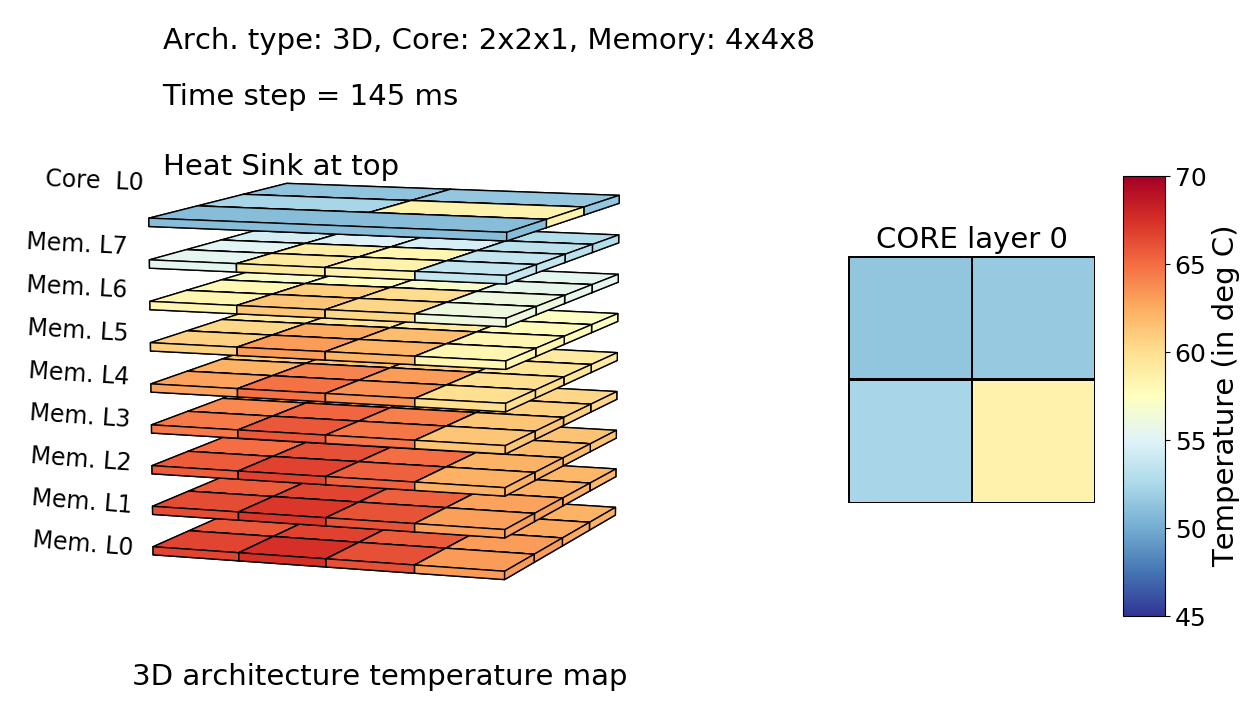 Arch. type: 3D, Core: 2x2x1, Memory: 4x4x8
Time step = 145 ms
Heat Sink at top
Core  L0
Mem. L7
Mem. L6
Mem. L5
Mem. L4
Mem. L3
Mem. L2
Mem. L1
Mem. L0
3D architecture temperature map
CORE layer 0
70
65
60
55
50
45
Temperature (in deg C)